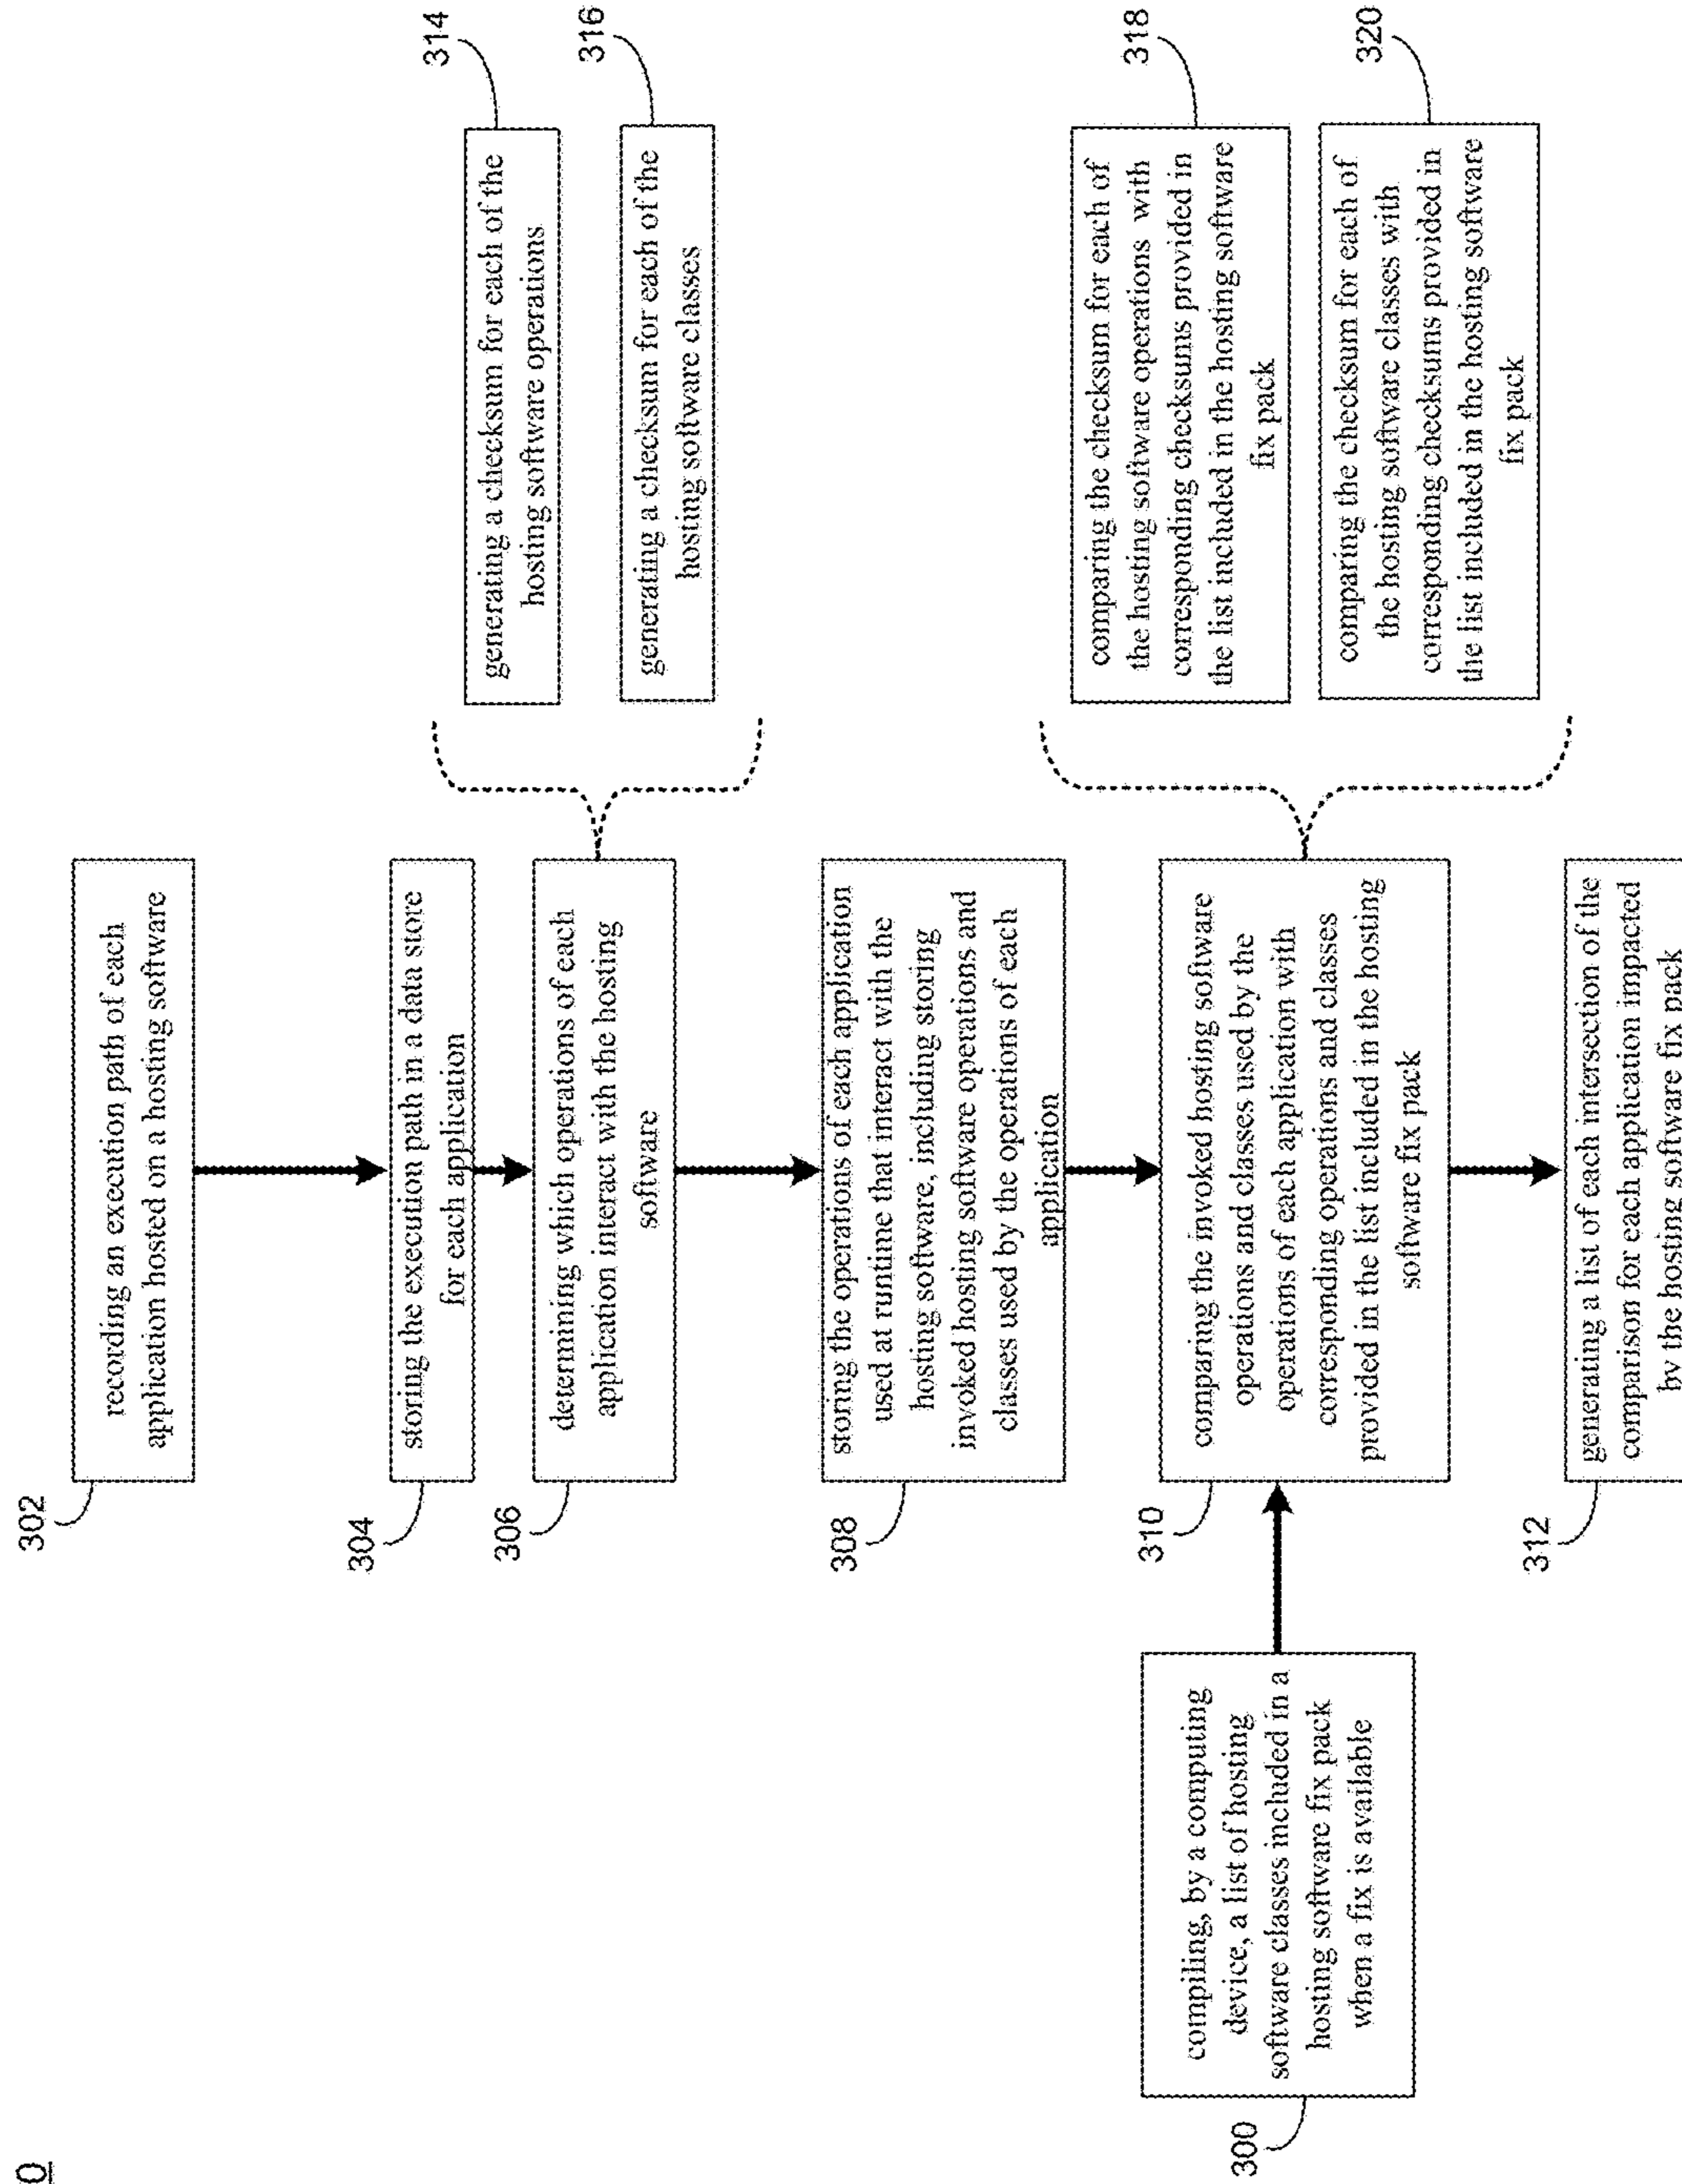 302
recording an execution path of each
application hosted on a hosting software
304
storing the execution path in a data store
for each application
306
determining which operations of each
application interact with the hosting
software
314
generating a checksum for each of the
hosting software operations
316
generating a checksum for each of the
hosting software classes
308
storing the operations of each application
used at runtime that interact with the
hosting software, including storing
invoked hosting software operations and
classes used by the operations of each
application
300
compiling, by a computing
device, a list of hosting
software classes included in a
hosting software fix pack
when a fix is available
310
comparing the invoked hosting software
operations and classes used by the
operations of each application with
corresponding operations and classes
provided in the list included in the hosting
software fix pack
318
comparing the checksum for each of
the hosting software operations with
corresponding checksums provided in
the list included in the hosting software
fix pack
320
comparing the checksum for each of
the hosting software classes with
corresponding checksums provided in
the list included in the hosting software
fix pack
312
generating a list of each intersection of the
comparison for each application impacted
by the hosting software fix pack